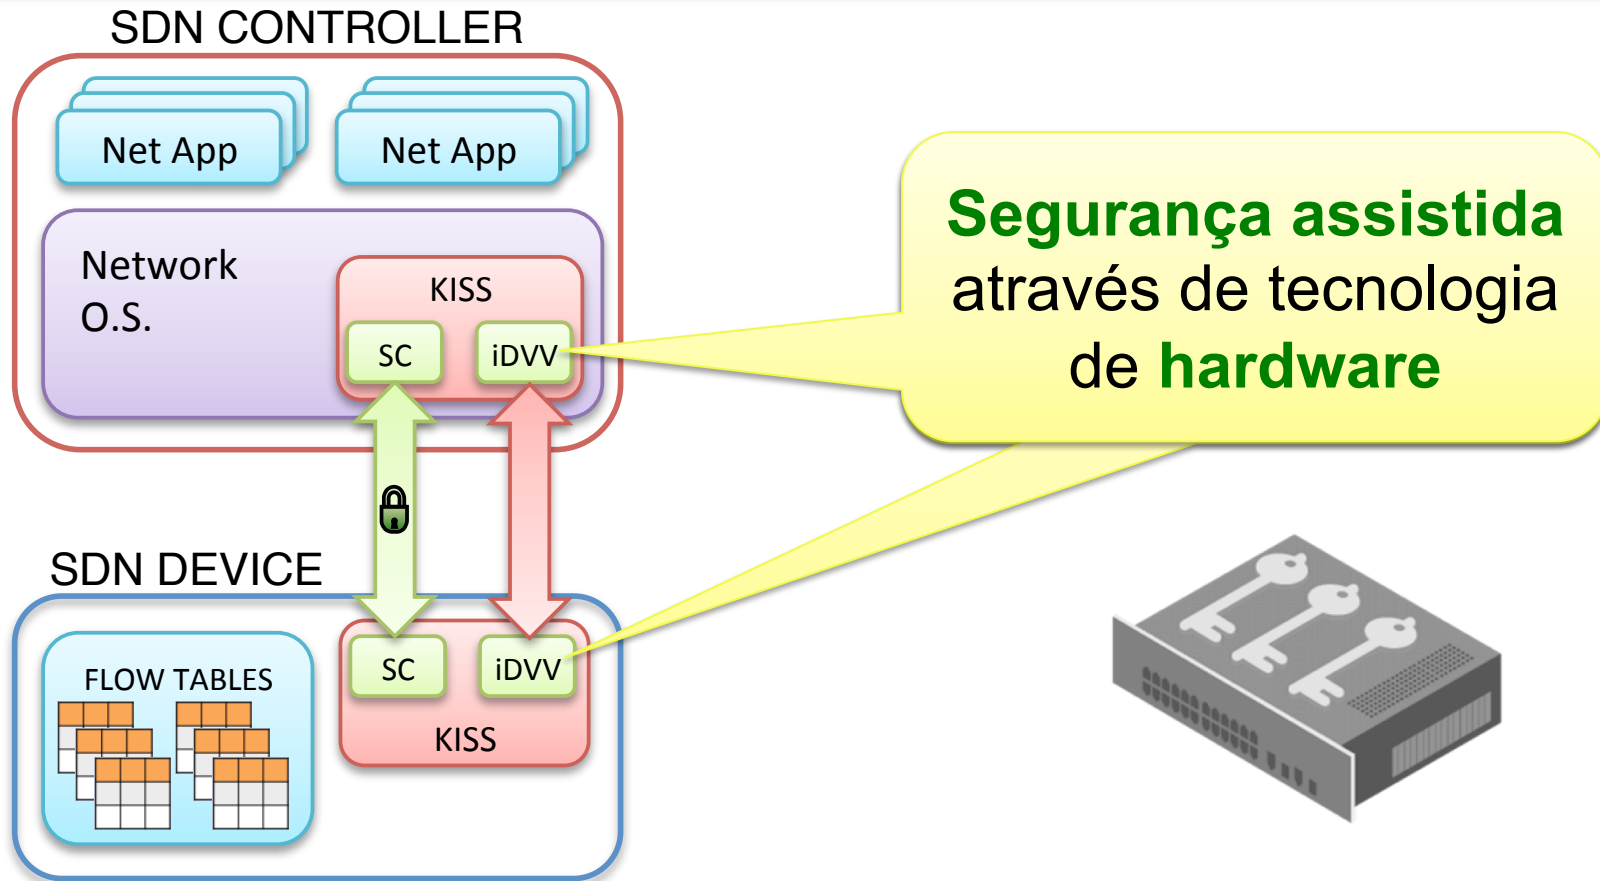 SDN CONTROLLER
Net App
Net App
Network
O.S.
KISS
SC
iDVV
Segurança assistida
através de tecnologia
de hardware
SDN DEVICE
FLOW TABLES
SC
iDVV
KISS